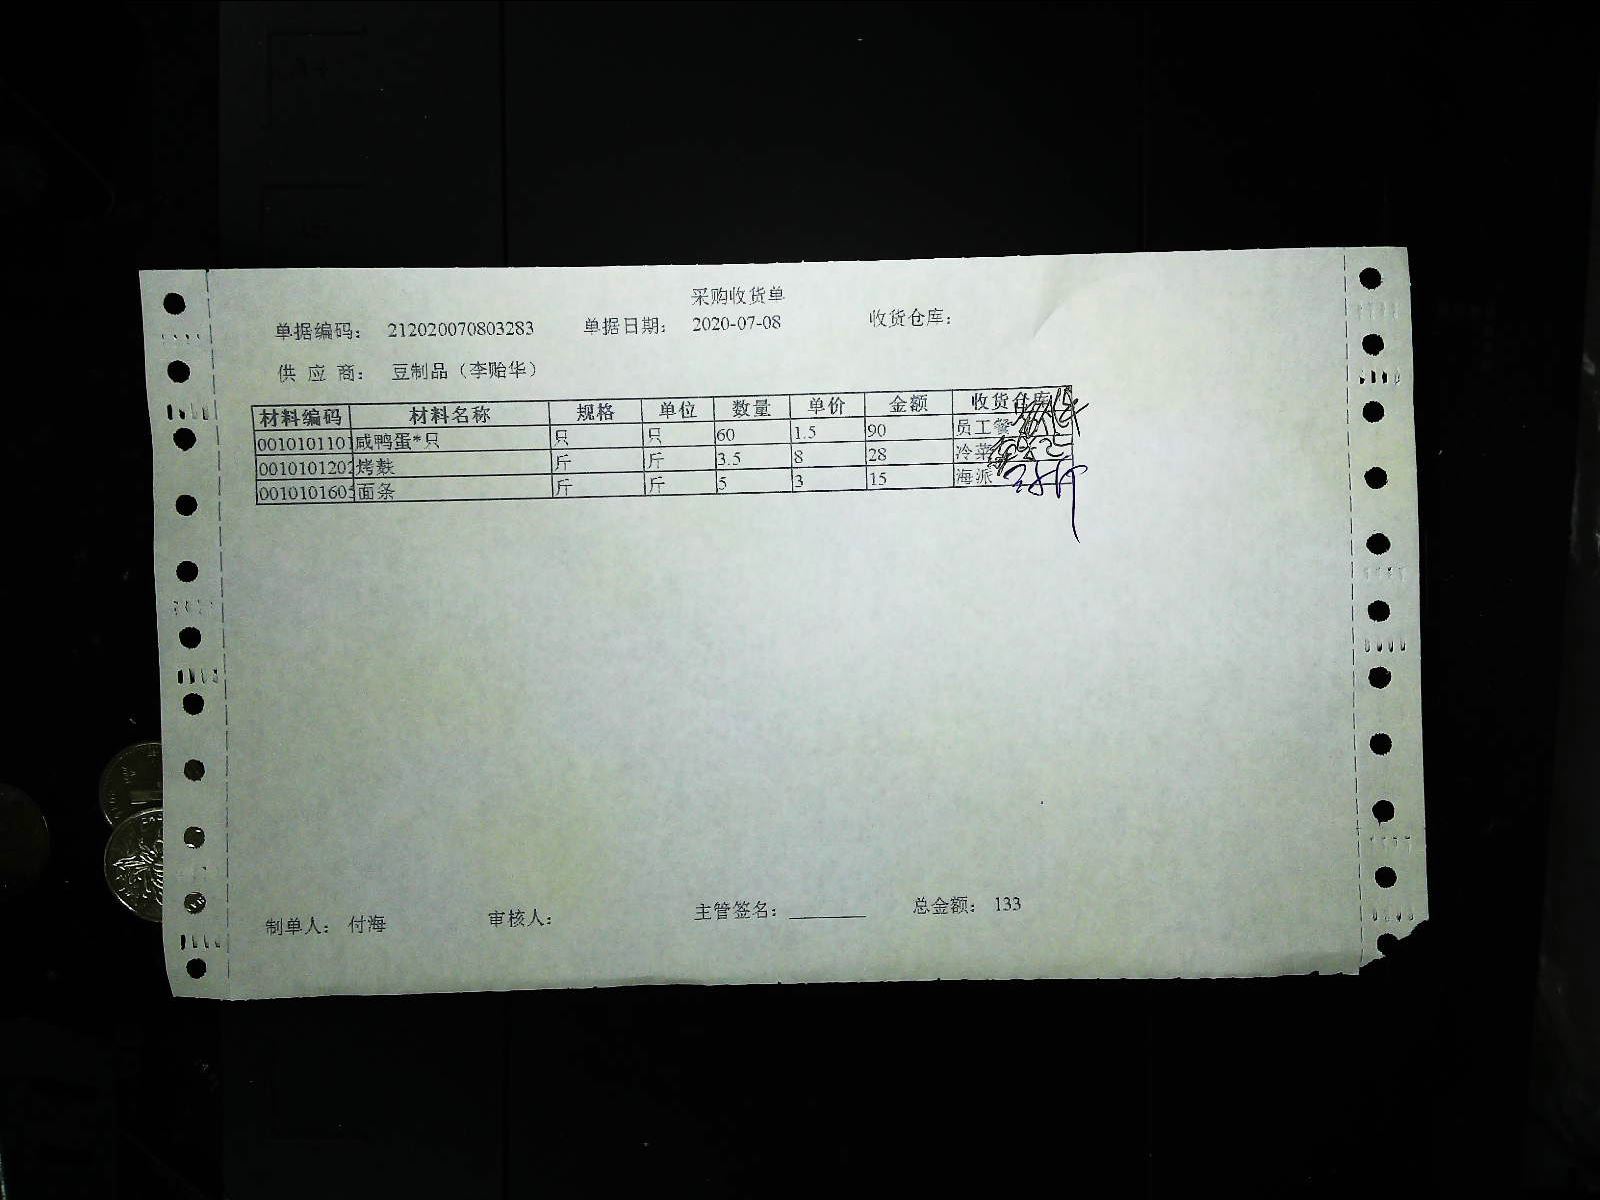 采购收货单
单据编码： 212020070803283 单据日期： 2020-07-08 收货仓库：
供 应 商： 豆制品（李贻华）
材料编码 材料名称 规格 单位 数量 单价 金额 收货仓库
0010101101 咸鸭蛋*只 只 只 60 1.5 90 员工餐
0010101202 烤麸 斤 斤 3.5 8 28 冷菜
0010101605 面条 斤 斤 5 3 15 海派
制单人： 付海 审核人： 主管签名：________ 总金额： 133